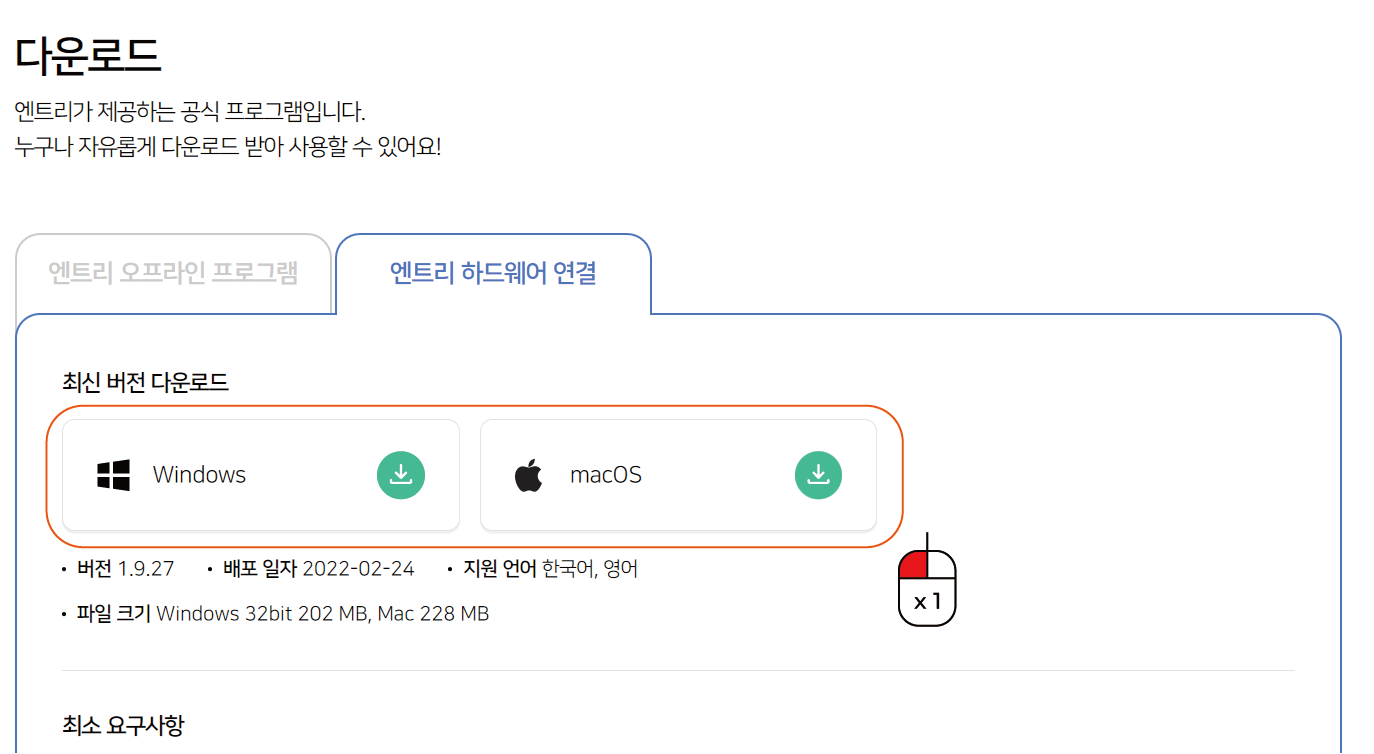 다운로드
엔트리가 제공하는 공식 프로그램입니다.
누구나 자유롭게 다운로드 받아 사용할 수 있어요!
엔트리 오프라인 프로그램
엔트리 하드웨어 연결
최신 버전 다운로드
Windows
macOS
• 버전 1.9.27 • 배포 일자 2022-02-24 • 지원 언어 한국어, 영어
x 1
• 파일 크기 Windows 32bit 202 MB, Mac 228 MB
최소 요구사항